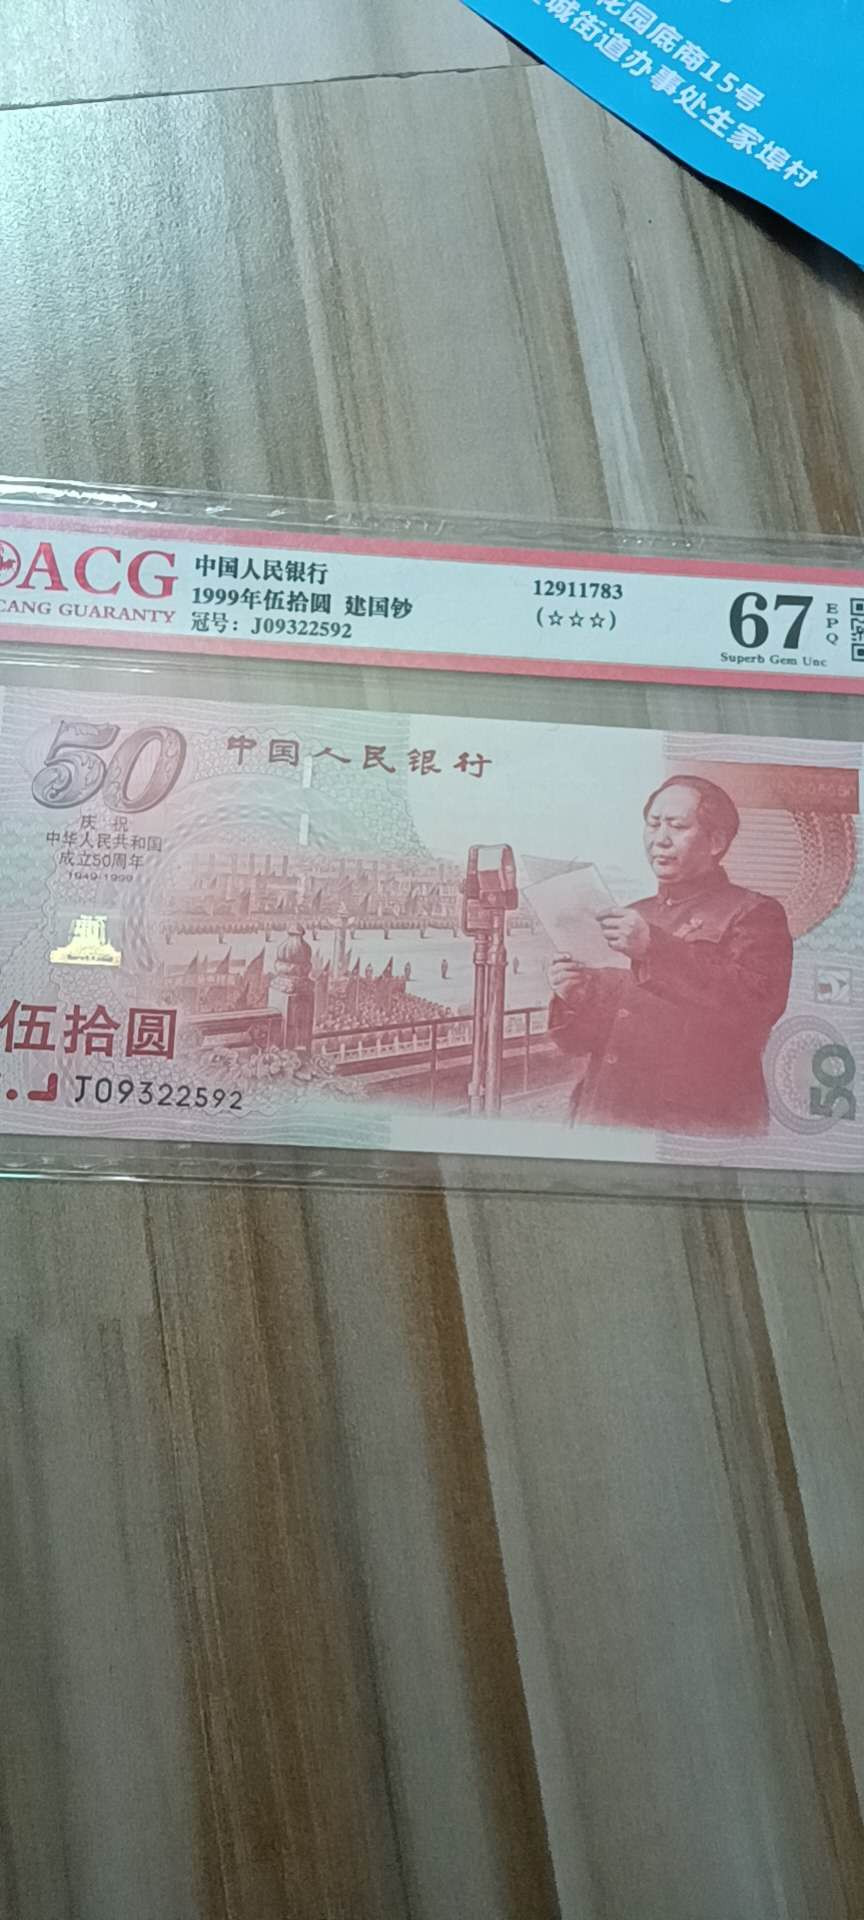 花园底商15号
城街道办事处生家埠村
ACG
CANG GUARANTY
中国人民银行
1999年伍拾圆 建国钞
冠号：J09322592
12911783
(☆☆☆)
67
EPQ
Superb Gem Unc
50
中国人民银行
庆祝
中华人民共和国
成立50周年
1949-1999
伍拾圆
J09322592
50